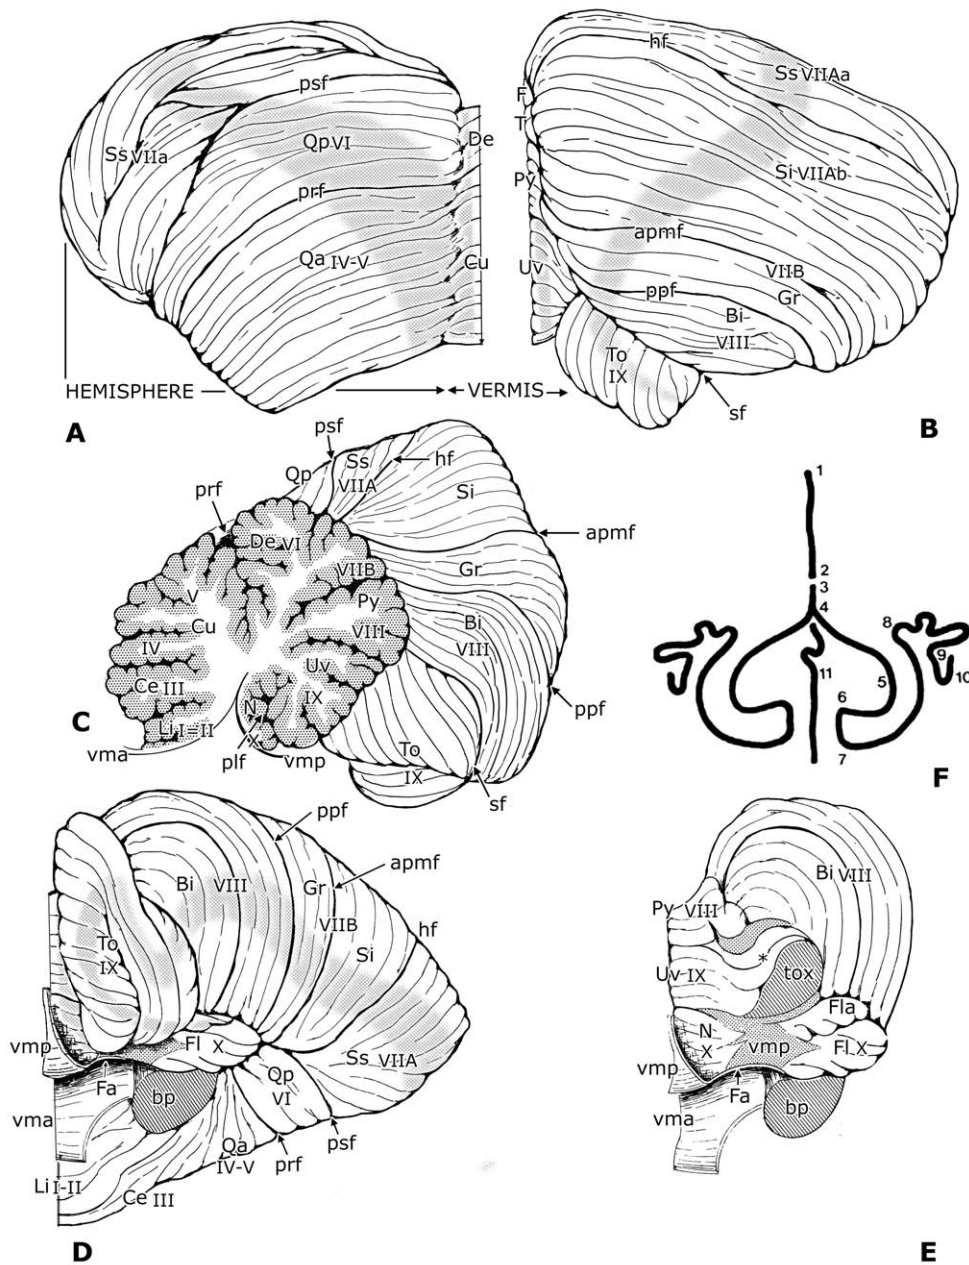 psf
Ss VIIa
Qp VI
De
prf
Qa IV-V
Cu
HEMISPHERE
VERMIS
A
hf
Ss VIIAa
F
T
Si VIIAb
Py
apmf
Uv
VIIB
Gr
ppf
Bi
VIII
To
IX
sf
B
psf
Ss
hf
Qp
VIIA
Si
prf
De VI
apmf
VIIB
Gr
V
Py
Cu
Bi
VIII
VIII
IV
Uv
Ce III
IX
N
ppf
C
Li I=II
X
To
vma
plf
vmp
IX
sf
1
2
3
4
8
9
11
5
10
6
7
F
ppf
apmf
Bi
VIII
Gr
VIIB
hf
To
Si
IX
vmp
Fl X
Ss VIIA
Fa
Qp
bp
VI
vma
psf
Qa
prf
IV-V
Li I-II
Ce III
D
Bi VIII
Py VIII
*
Uv IX
tox
Fla
N
X
vmp
Fl X
vmp
Fa
vma
bp
E